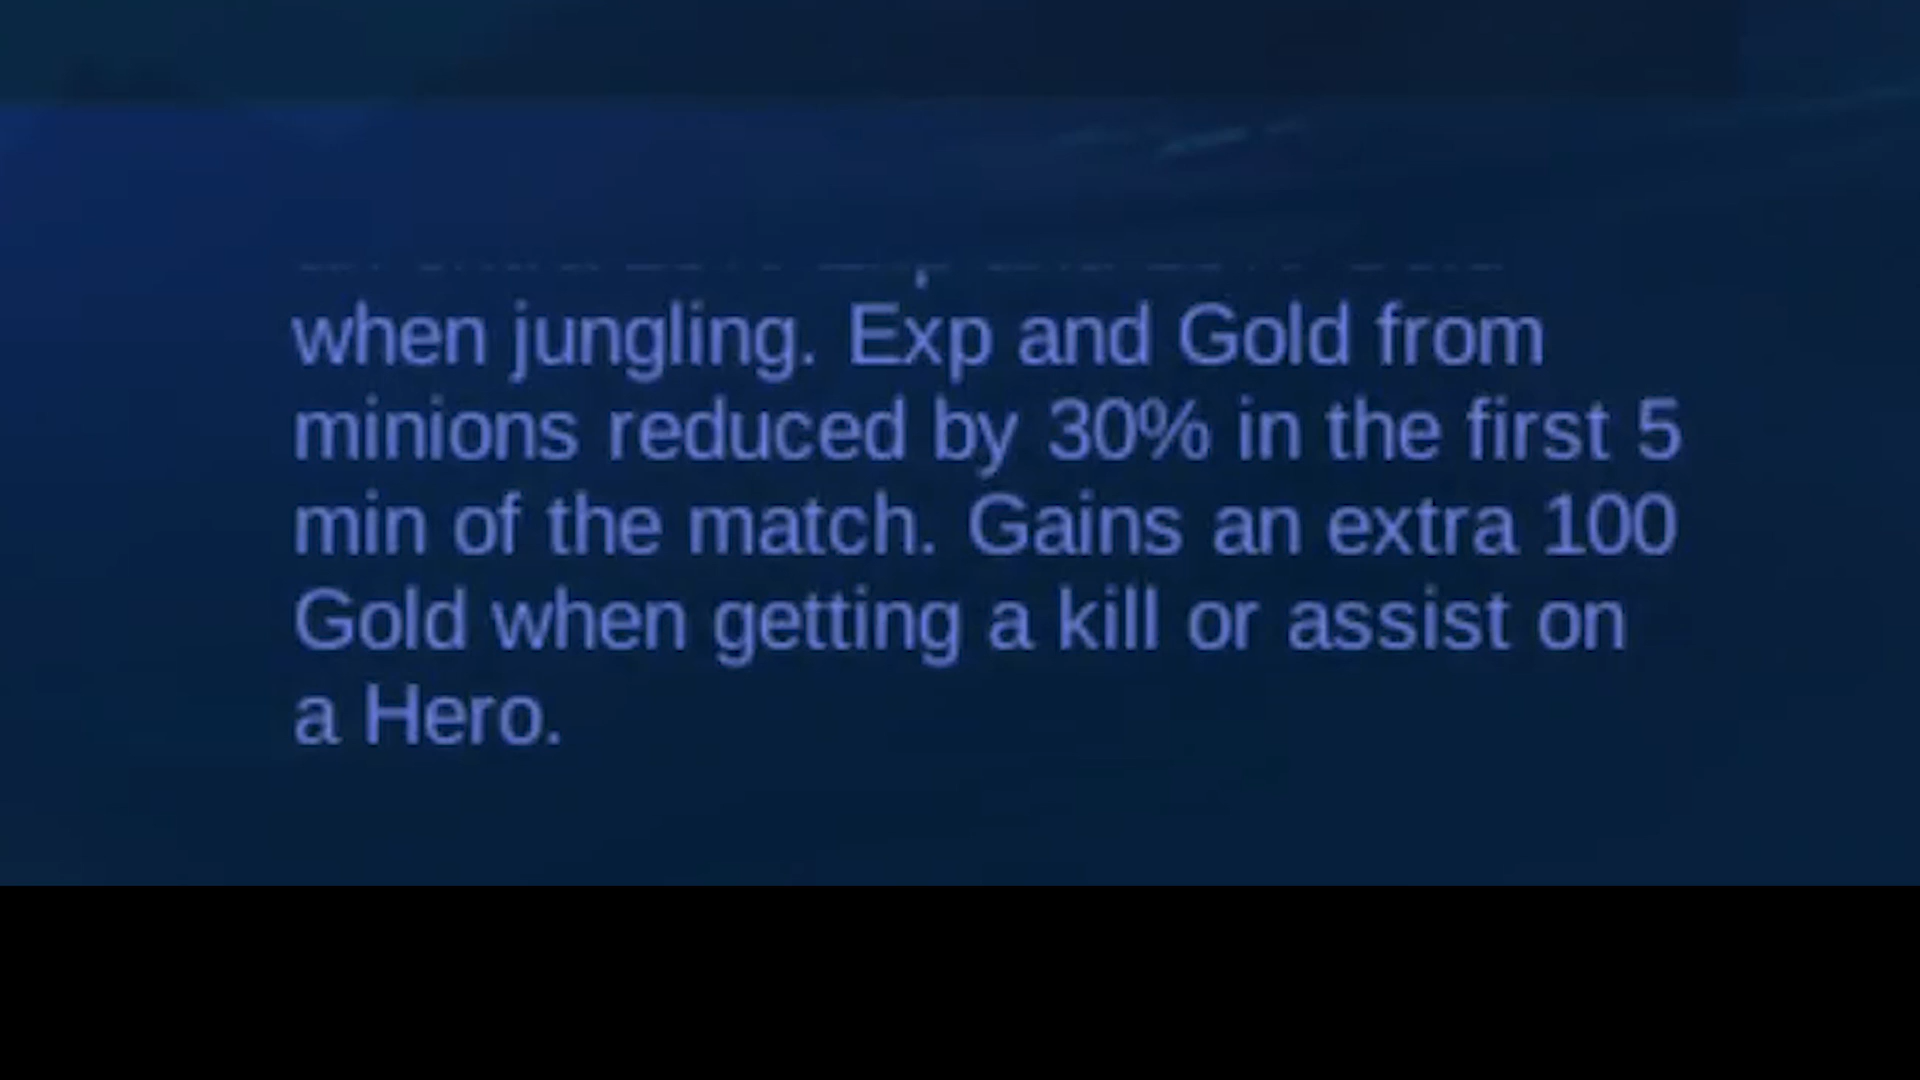 when jungling. Exp and Gold from
minions reduced by 30% in the first 5
min of the match. Gains an extra 100
Gold when getting a kill or assist on
a Hero.